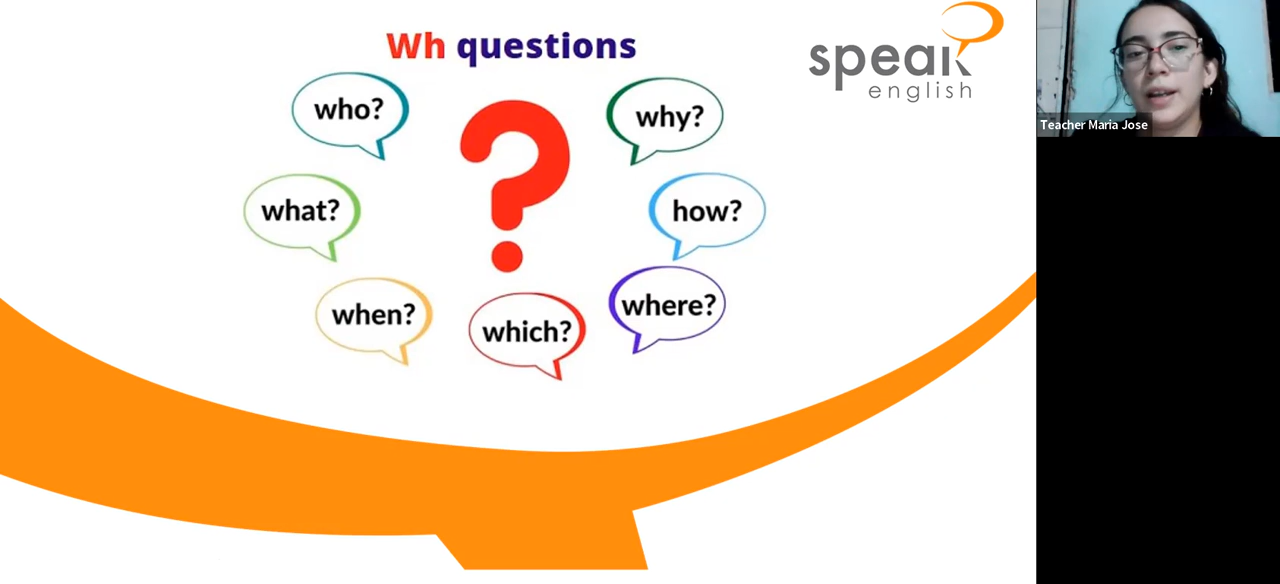 Wh questions
speak
english
who?
why?
what?
how?
when?
which?
where?
Teacher Maria Jose